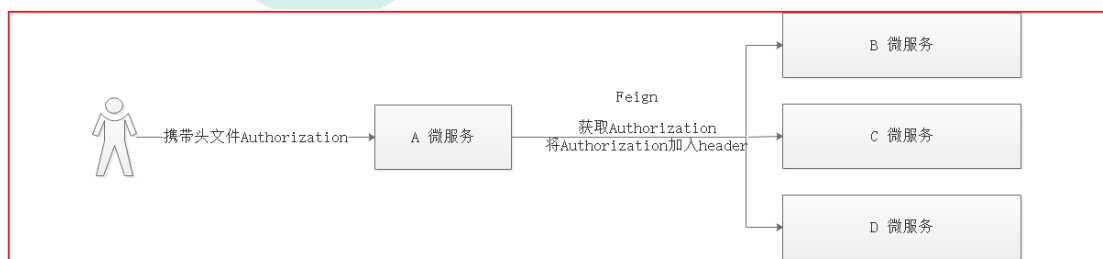 B 微服务
Feign
携带头文件Authorization
A 微服务
获取Authorization
将Authorization加入header
C 微服务
D 微服务